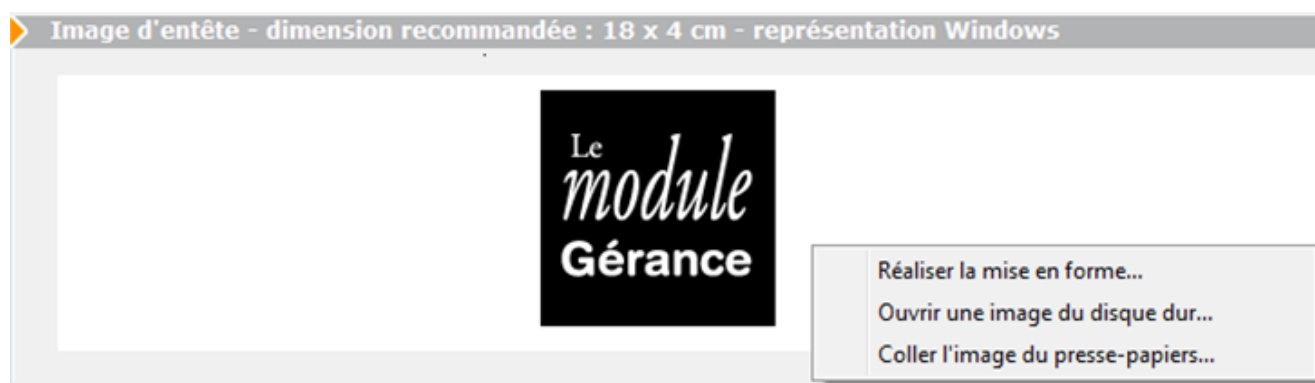 Image d'entête - dimension recommandée : 18 x 4 cm - représentation Windows
Le
module
Gérance
Réaliser la mise en forme...
Ouvrir une image du disque dur...
Coller l'image du presse-papiers...